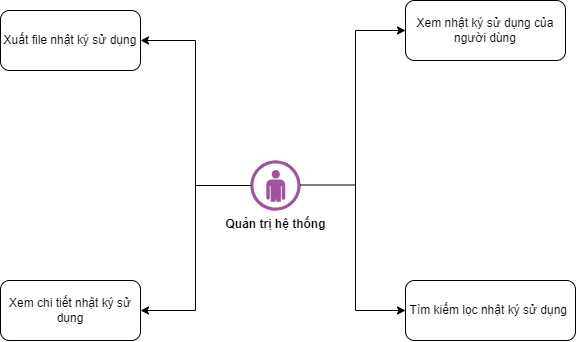 Xuất file nhật ký sử dụng
Xem nhật ký sử dụng của
người dùng
Quản trị hệ thống
Xem chi tiết nhật ký sử
dụng
Tìm kiếm lọc nhật ký sử dụng